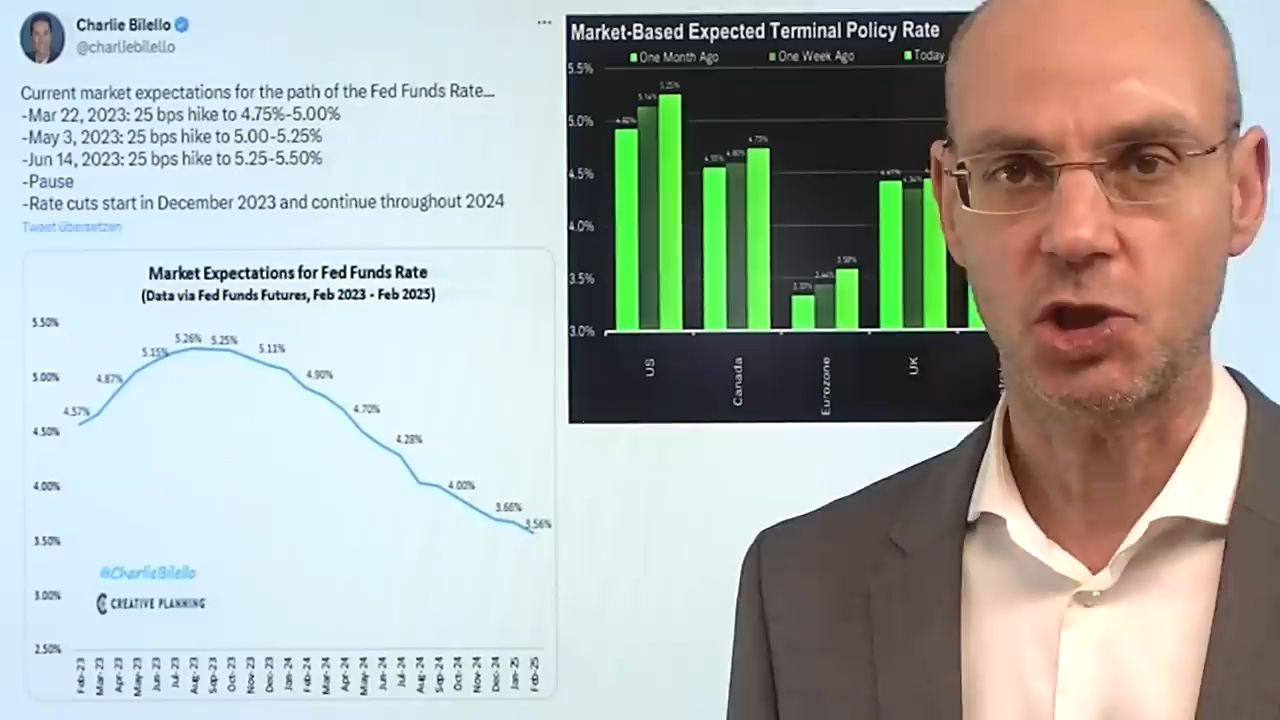 Charlie Bilello
@charliebilello
Current market expectations for the path of the Fed Funds Rate...
-Mar 22, 2023: 25 bps hike to 4.75%-5.00%
-May 3, 2023: 25 bps hike to 5.00-5.25%
-Jun 14, 2023: 25 bps hike to 5.25-5.50%
-Pause
-Rate cuts start in December 2023 and continue throughout 2024
Tweet übersetzen
Market Expectations for Fed Funds Rate
(Data via Fed Funds Futures, Feb 2023 - Feb 2025)
5.50%
5.00%
4.50%
4.00%
3.50%
3.00%
2.50%
4.57%
4.87%
5.15%
5.26%
5.25%
5.11%
4.90%
4.70%
4.28%
4.00%
3.66%
3.56%
@CharlieBilello
CREATIVE PLANNING
Feb-23
Mar-23
Apr-23
May-23
Jun-23
Jul-23
Aug-23
Sep-23
Oct-23
Nov-23
Dec-23
Jan-24
Feb-24
Mar-24
Apr-24
May-24
Jun-24
Jul-24
Aug-24
Sep-24
Oct-24
Nov-24
Dec-24
Jan-25
Feb-25
Market-Based Expected Terminal Policy Rate
One Month Ago
One Week Ago
Today
5.5%
5.0%
4.5%
4.0%
3.5%
3.0%
5.14%
5.25%
4.55%
4.60%
4.73%
3.58%
US
Canada
Eurozone
UK